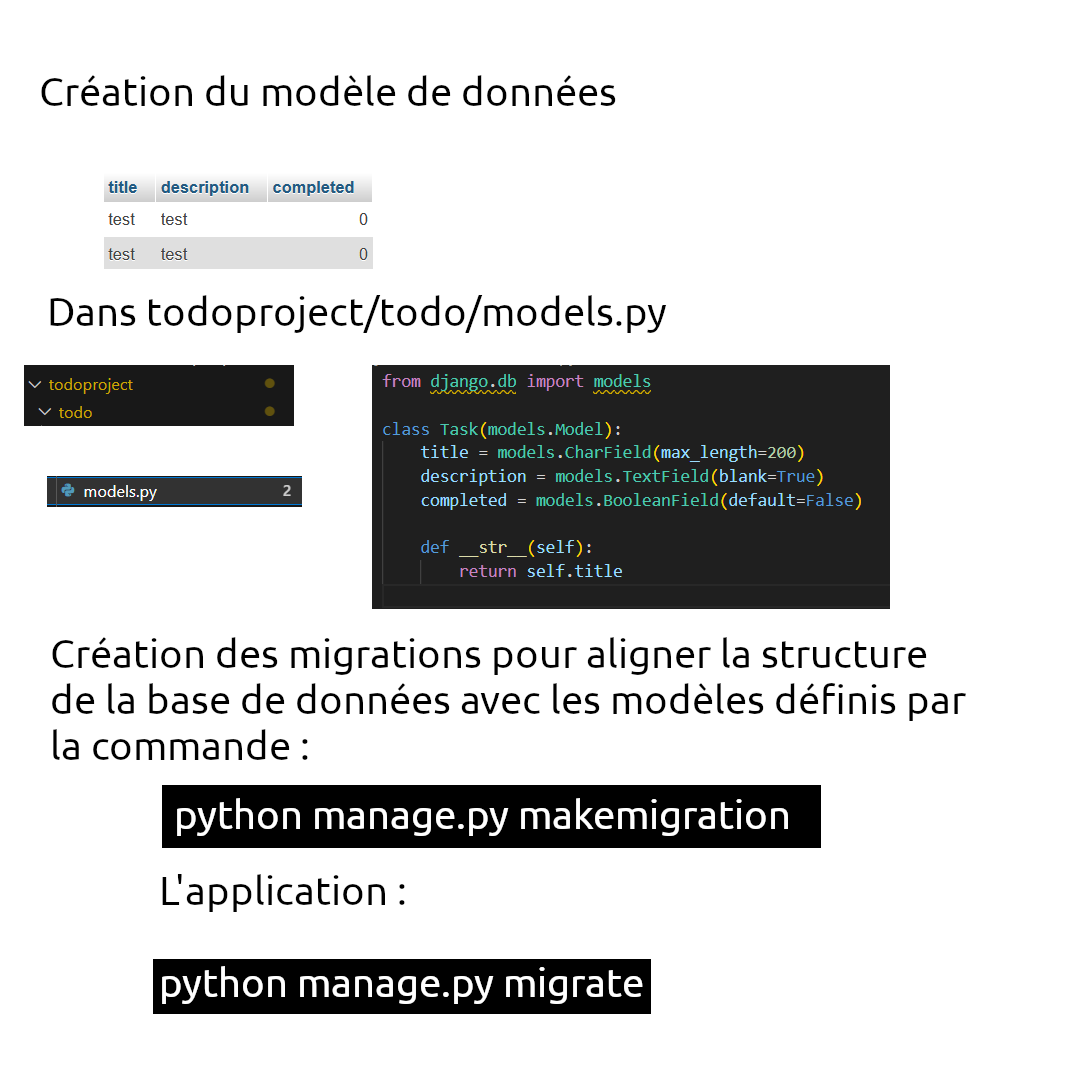 Création du modèle de données
title description completed
test test 0
test test 0
Dans todoproject/todo/models.py
todoproject
todo
models.py 2
from django.db import models
class Task(models.Model):
title = models.CharField(max_length=200)
description = models.TextField(blank=True)
completed = models.BooleanField(default=False)
def __str__(self):
return self.title
Création des migrations pour aligner la structure
de la base de données avec les modèles définis par
la commande :
python manage.py makemigration
L'application :
python manage.py migrate